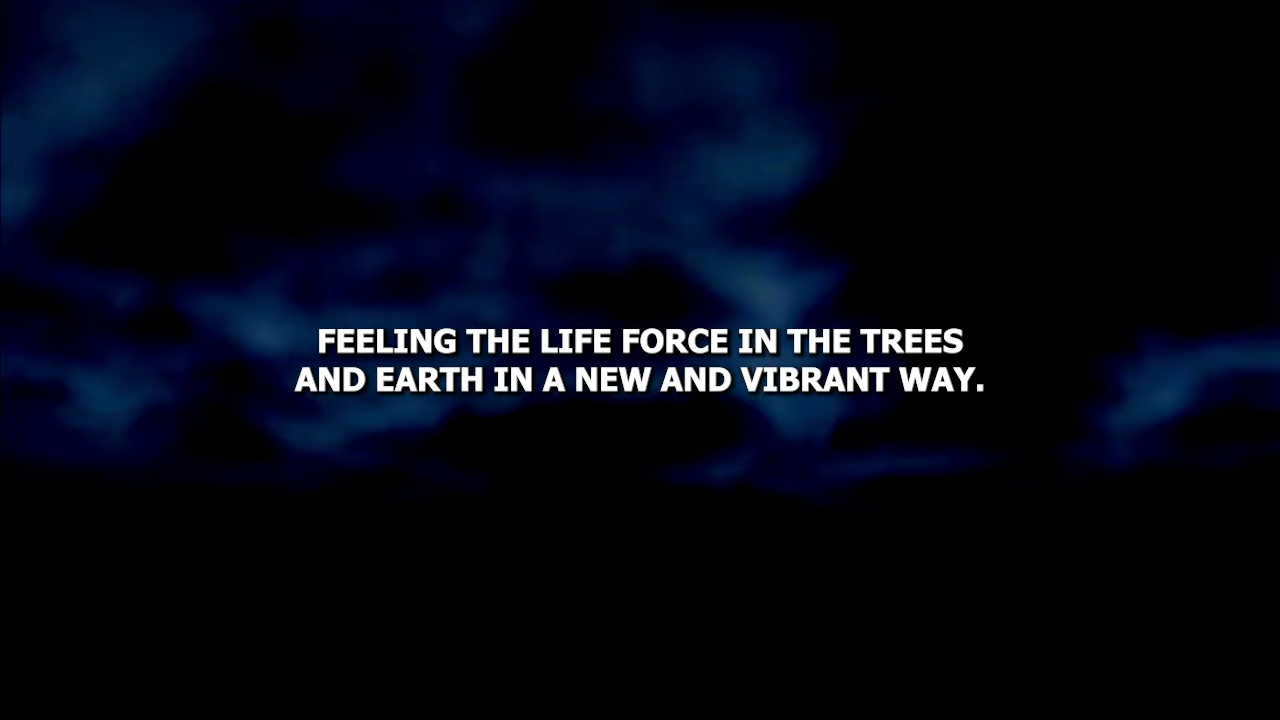 FEELING THE LIFE FORCE IN THE TREES
AND EARTH IN A NEW AND VIBRANT WAY.